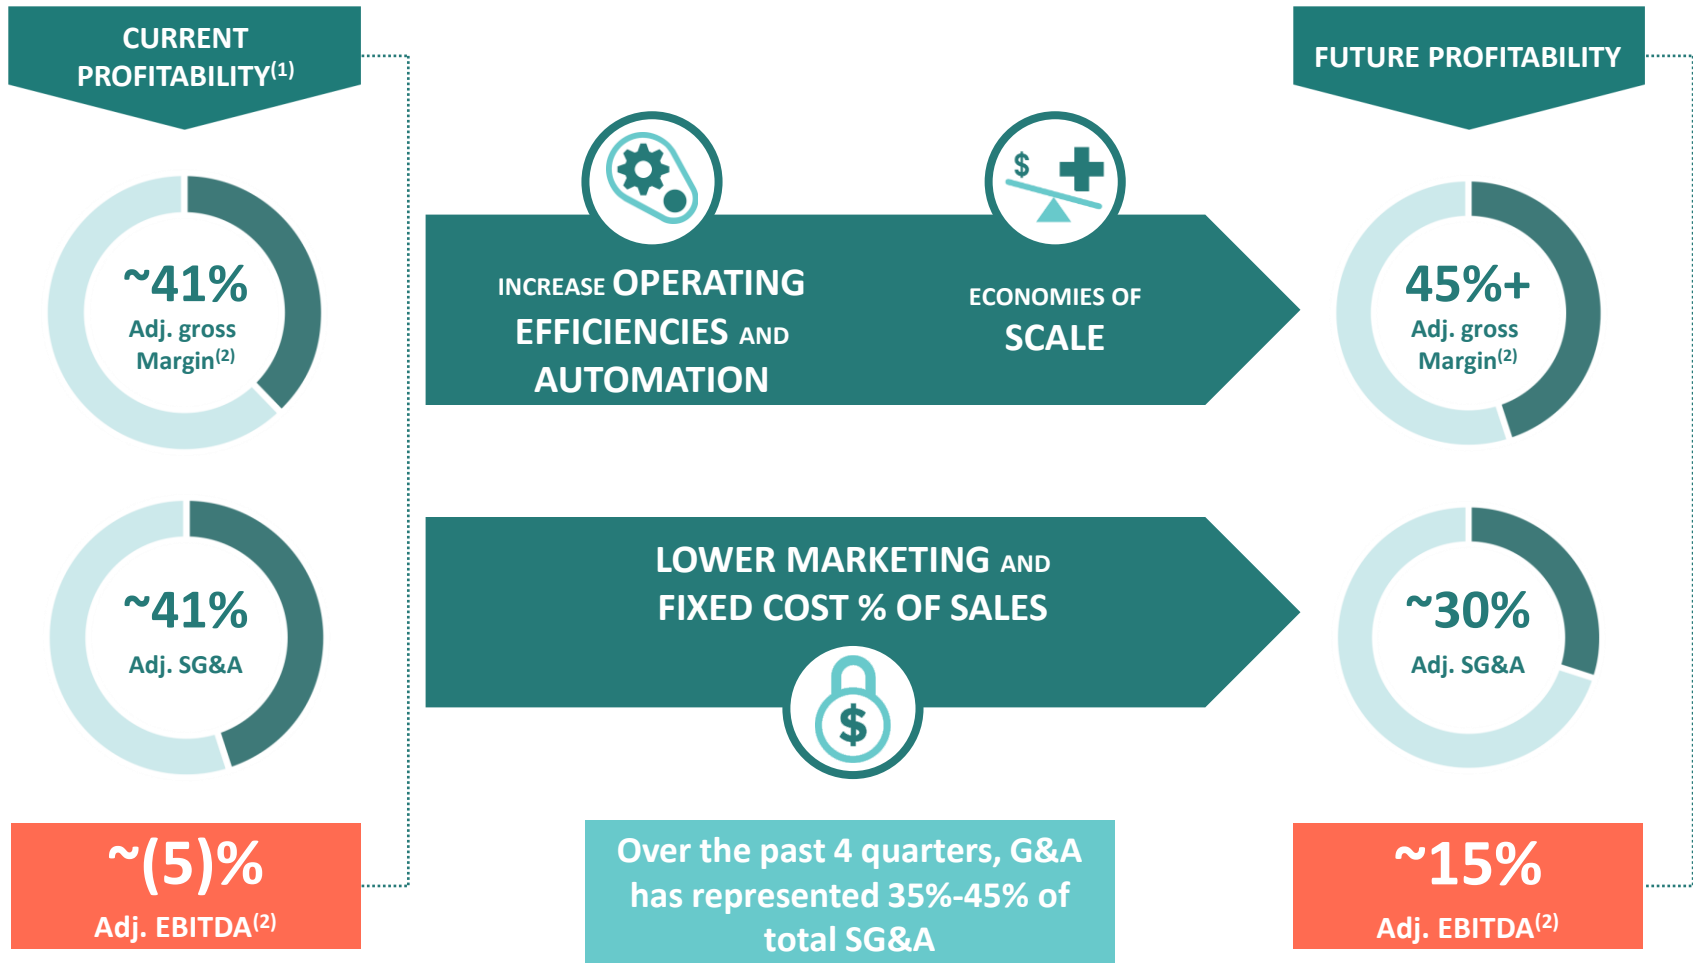 CURRENT
PROFITABILITY(1)
~41%
Adj. gross
Margin(2)
~41%
Adj. SG&A
~(5)%
Adj. EBITDA(2)
$
INCREASE OPERATING
EFFICIENCIES AND
AUTOMATION
ECONOMIES OF
SCALE
LOWER MARKETING AND
FIXED COST % OF SALES
$
Over the past 4 quarters, G&A
has represented 35%-45% of
total SG&A
FUTURE PROFITABILITY
45%+
Adj. gross
Margin(2)
~30%
Adj. SG&A
~15%
Adj. EBITDA(2)